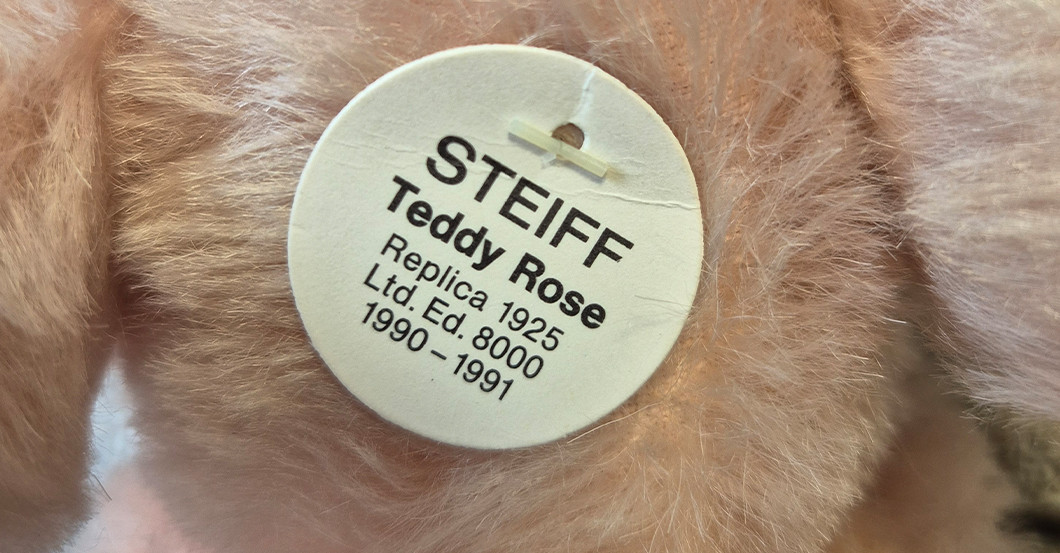 STEIFF
Teddy Rose
Replica 1925
Ltd. Ed. 8000
1990 – 1991